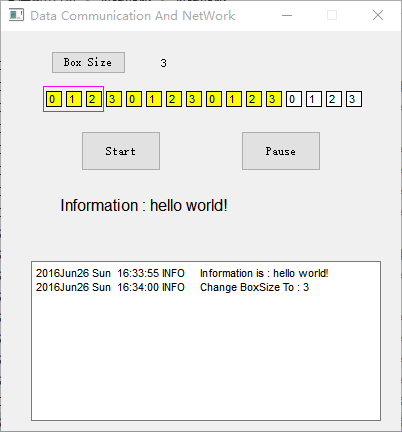 Data Communication And NetWork
Box Size 3
0 1 2 3 0 1 2 3 0 1 2 3 0 1 2 3
Start Pause
Information : hello world!
2016Jun26 Sun 16:33:55 INFO Information is : hello world!
2016Jun26 Sun 16:34:00 INFO Change BoxSize To : 3